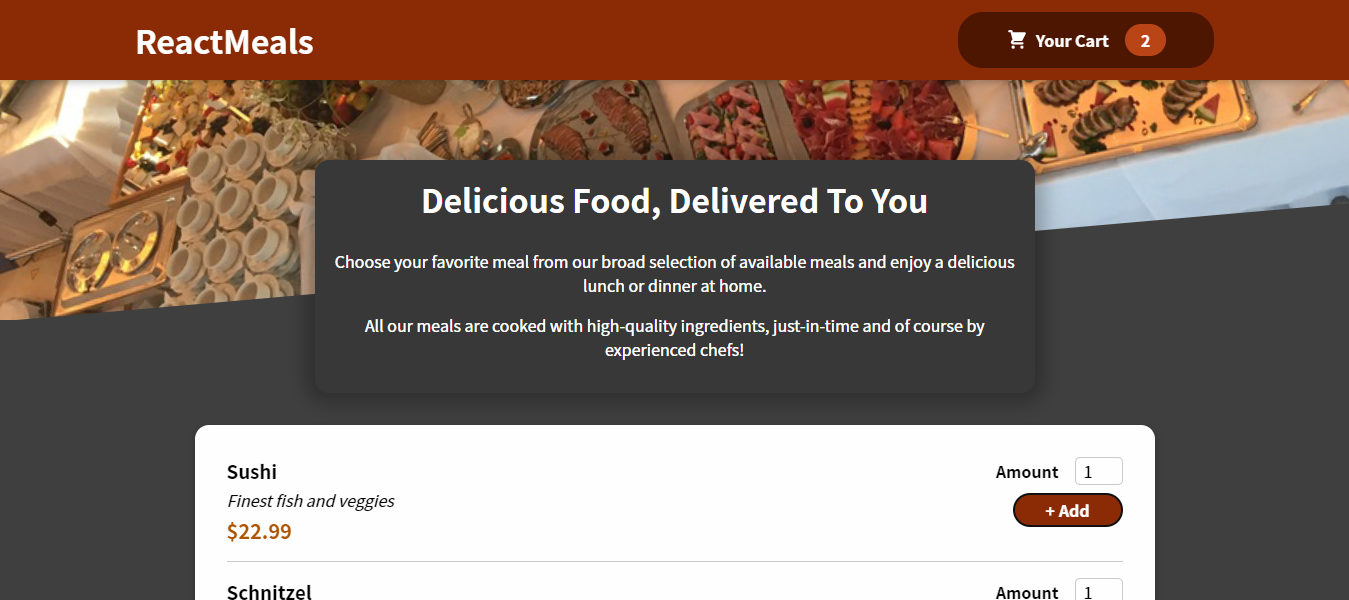 ReactMeals
Your Cart 2
Delicious Food, Delivered To You
Choose your favorite meal from our broad selection of available meals and enjoy a delicious
lunch or dinner at home.
All our meals are cooked with high-quality ingredients, just-in-time and of course by
experienced chefs!
Sushi
Amount 1
Finest fish and veggies
+ Add
$22.99
Schnitzel
Amount 1